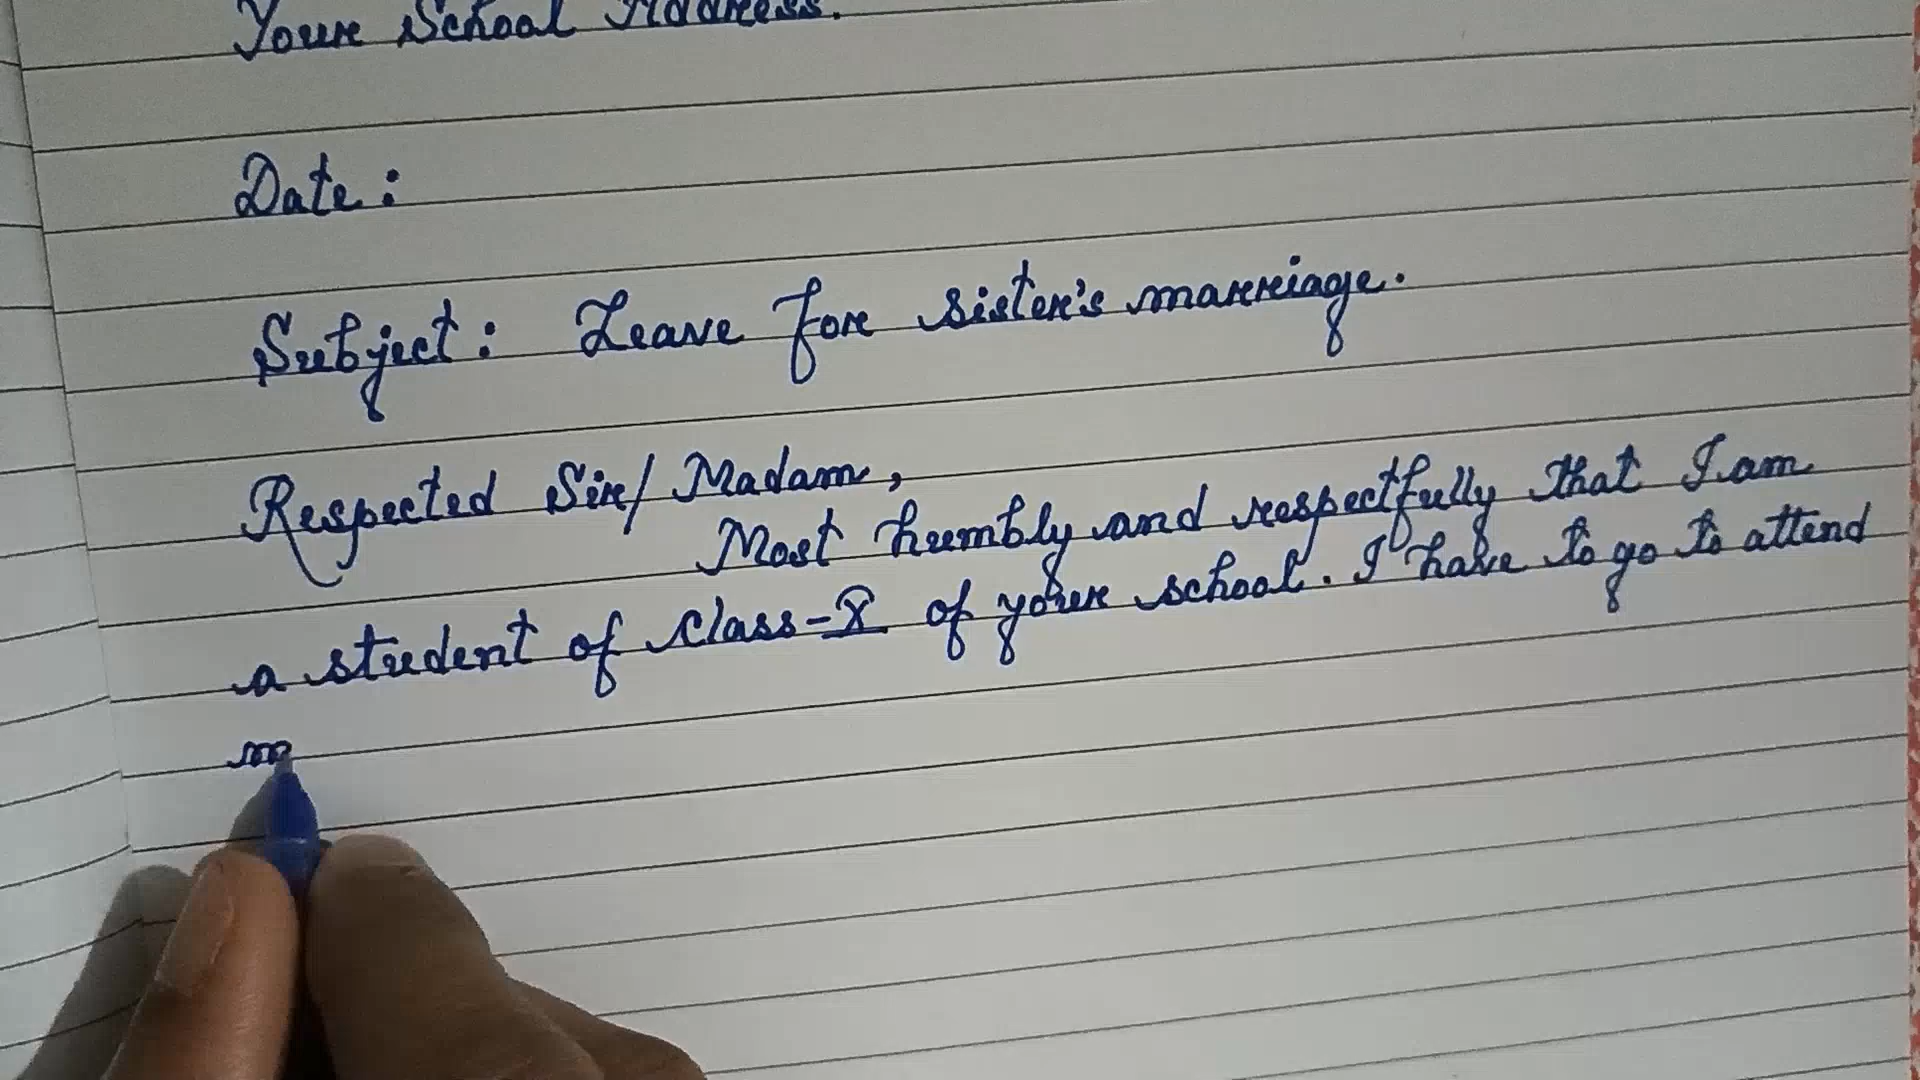 Your School Address.
Date:
Subject: Leave for sister's marriage.
Respected Sir/ Madam,
Most humbly and respectfully that I am
a student of class-X of your school. I have to go to attend